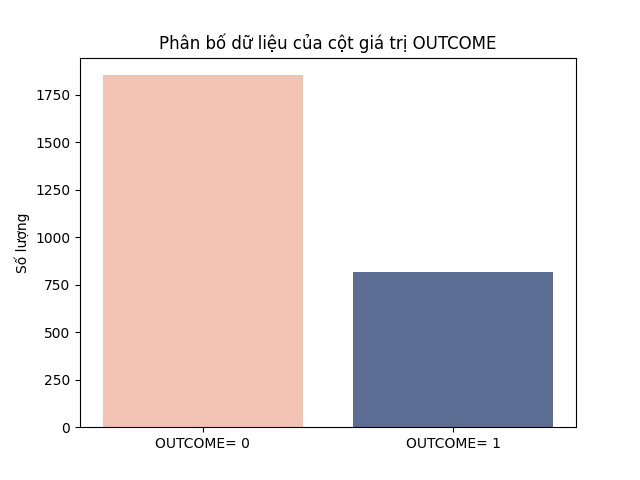 Phân bố dữ liệu của cột giá trị OUTCOME
Số lượng
1750
1500
1250
1000
750
500
250
0
OUTCOME= 0
OUTCOME= 1